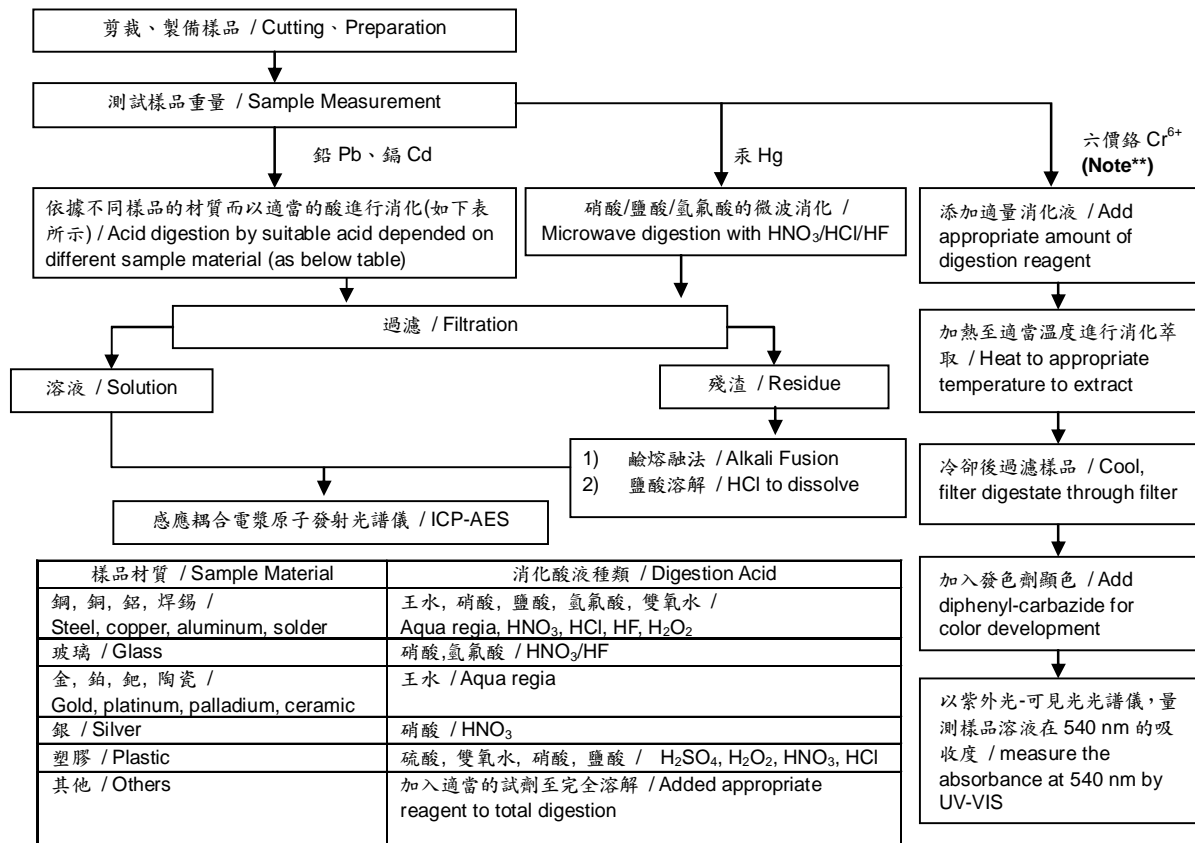 剪裁、製備樣品 / Cutting、Preparation
測試樣品重量 / Sample Measurement
鉛 Pb、鎘 Cd
汞 Hg
六價鉻 Cr⁶⁺
(Note**)
依據不同樣品的材質而以適當的酸進行消化(如下表
所示) / Acid digestion by suitable acid depended on
different sample material (as below table)
硝酸/鹽酸/氫氟酸的微波消化 /
Microwave digestion with HNO₃/HCl/HF
添加適量消化液 / Add
appropriate amount of
digestion reagent
過濾 / Filtration
加熱至適當溫度進行消化萃
取 / Heat to appropriate
temperature to extract
溶液 / Solution
殘渣 / Residue
1) 鹼熔融法 / Alkali Fusion
2) 鹽酸溶解 / HCl to dissolve
冷卻後過濾樣品 / Cool,
filter digestate through filter
感應耦合電漿原子發射光譜儀 / ICP-AES
加入發色劑顯色 / Add
diphenyl-carbazide for
color development
以紫外光-可見光光譜儀，量
測樣品溶液在 540 nm 的吸
收度 / measure the
absorbance at 540 nm by
UV-VIS
樣品材質 / Sample Material
消化酸液種類 / Digestion Acid
鋼, 銅, 鋁, 焊錫 /
Steel, copper, aluminum, solder
王水, 硝酸, 鹽酸, 氫氟酸, 雙氧水 /
Aqua regia, HNO₃, HCl, HF, H₂O₂
玻璃 / Glass
硝酸,氫氟酸 / HNO₃/HF
金, 鉑, 鈀, 陶瓷 /
Gold, platinum, palladium, ceramic
王水 / Aqua regia
銀 / Silver
硝酸 / HNO₃
塑膠 / Plastic
硫酸, 雙氧水, 硝酸, 鹽酸 / H₂SO₄, H₂O₂, HNO₃, HCl
其他 / Others
加入適當的試劑至完全溶解 / Added appropriate
reagent to total digestion